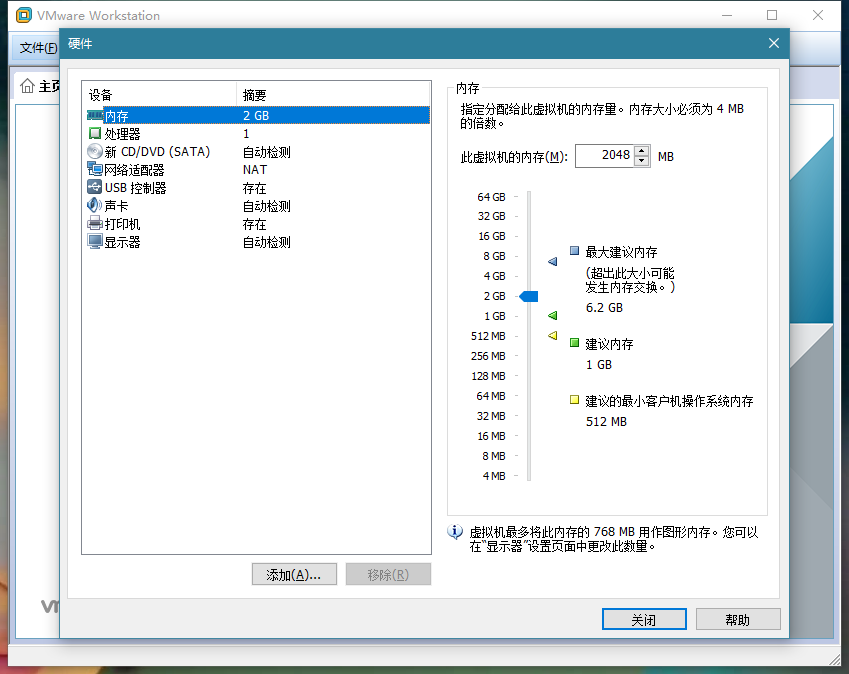 VMware Workstation
文件(F)
硬件
主页
设备 摘要
内存 2 GB
处理器 1
新 CD/DVD (SATA) 自动检测
网络适配器 NAT
USB 控制器 存在
声卡 自动检测
打印机 存在
显示器 自动检测
添加(A)...
移除(R)
内存
指定分配给此虚拟机的内存量。内存大小必须为 4 MB
的倍数。
此虚拟机的内存(M): 2048 MB
64 GB
32 GB
16 GB
8 GB
4 GB
2 GB
1 GB
512 MB
256 MB
128 MB
64 MB
32 MB
16 MB
8 MB
4 MB
最大建议内存
(超出此大小可能
发生内存交换。)
6.2 GB
建议内存
1 GB
建议的最小客户机操作系统内存
512 MB
虚拟机最多将此内存的 768 MB 用作图形内存。您可以
在“显示器”设置页面中更改此数量。
vm
关闭
帮助